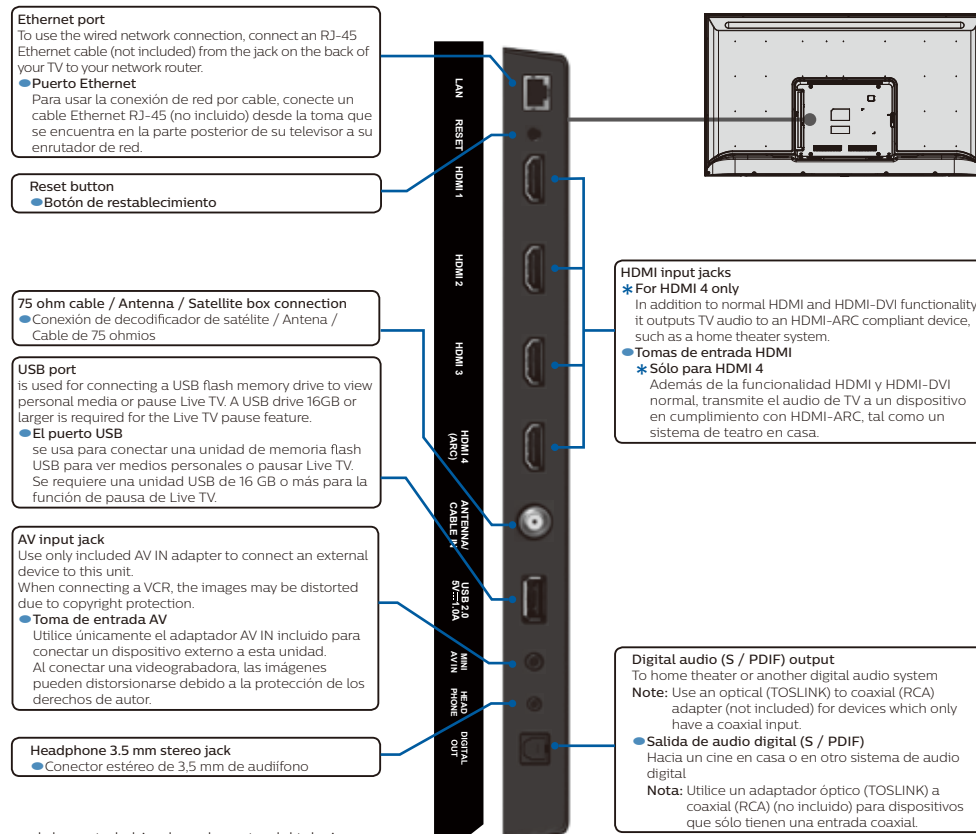 Ethernet port
To use the wired network connection, connect an RJ-45
Ethernet cable (not included) from the jack on the back of
your TV to your network router.
Puerto Ethernet
Para usar la conexión de red por cable, conecte un
cable Ethernet RJ-45 (no incluido) desde la toma que
se encuentra en la parte posterior de su televisor a su
enrutador de red.
Reset button
Botón de restablecimiento
75 ohm cable / Antenna / Satellite box connection
Conexión de decodificador de satélite / Antena /
Cable de 75 ohmios
USB port
is used for connecting a USB flash memory drive to view
personal media or pause Live TV. A USB drive 16GB or
larger is required for the Live TV pause feature.
El puerto USB
se usa para conectar una unidad de memoria flash
USB para ver medios personales o pausar Live TV.
Se requiere una unidad USB de 16 GB o más para la
función de pausa de Live TV.
AV input jack
Use only included AV IN adapter to connect an external
device to this unit.
When connecting a VCR, the images may be distorted
due to copyright protection.
Toma de entrada AV
Utilice únicamente el adaptador AV IN incluido para
conectar un dispositivo externo a esta unidad.
Al conectar una videograbadora, las imágenes
pueden distorsionarse debido a la protección de los
derechos de autor.
Headphone 3.5 mm stereo jack
Conector estéreo de 3,5 mm de audiífono
LAN
RESET
HDMI 1
HDMI 2
HDMI 3
HDMI 4
(ARC)
ANTENNA/
CABLE IN
USB 2.0
5V⎓1.0A
MINI
AV IN
HEAD
PHONE
DIGITAL
OUT
HDMI input jacks
* For HDMI 4 only
In addition to normal HDMI and HDMI-DVI functionality
it outputs TV audio to an HDMI-ARC compliant device,
such as a home theater system.
Tomas de entrada HDMI
* Sólo para HDMI 4
Además de la funcionalidad HDMI y HDMI-DVI
normal, transmite el audio de TV a un dispositivo
en cumplimiento con HDMI-ARC, tal como un
sistema de teatro en casa.
Digital audio (S / PDIF) output
To home theater or another digital audio system
Note: Use an optical (TOSLINK) to coaxial (RCA)
adapter (not included) for devices which only
have a coaxial input.
Salida de audio digital (S / PDIF)
Hacia un cine en casa o en otro sistema de audio
digital
Nota: Utilice un adaptador óptico (TOSLINK) a
coaxial (RCA) (no incluido) para dispositivos
que sólo tienen una entrada coaxial.